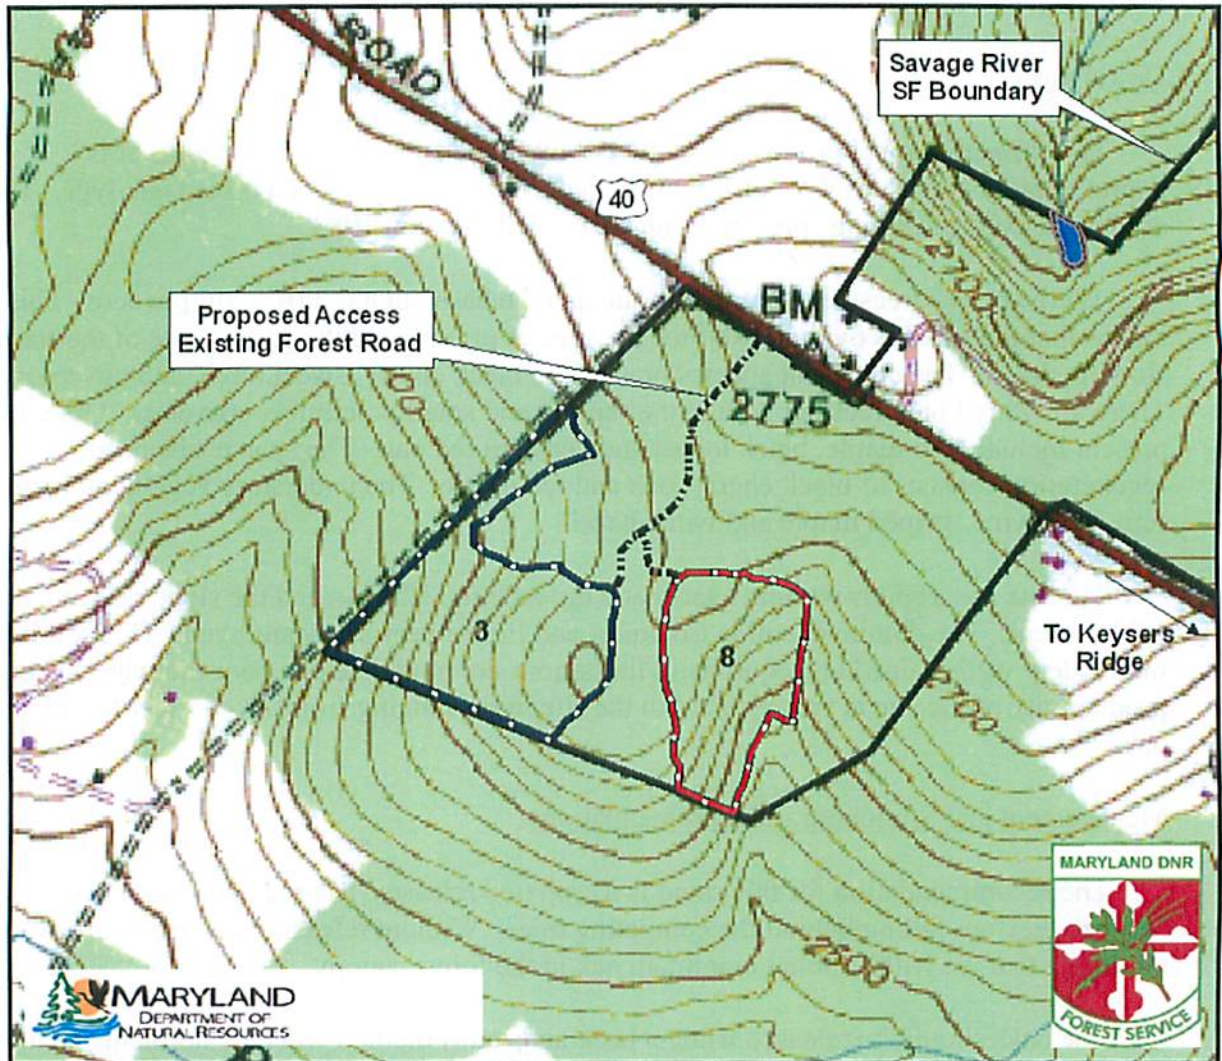 ROAD
Savage River
SF Boundary
40
2700
BM
Proposed Access
Existing Forest Road
2775
3
8
To Keysers
Ridge
2700
MARYLAND DNR
2500
MARYLAND
DEPARTMENT OF
NATURAL RESOURCES
FOREST SERVICE